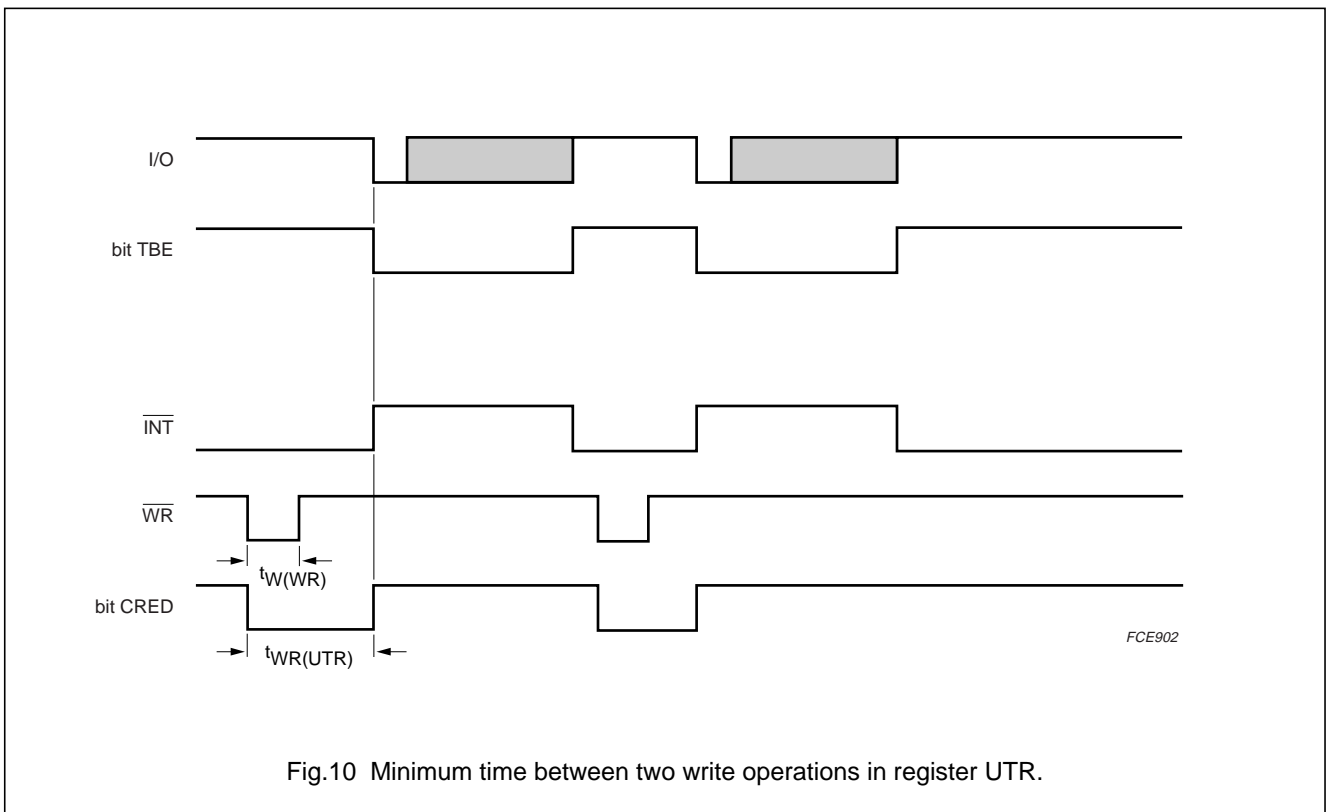 I/O
bit TBE
INT
WR
tW(WR)
bit CRED
FCE902
tWR(UTR)
Fig.10 Minimum time between two write operations in register UTR.